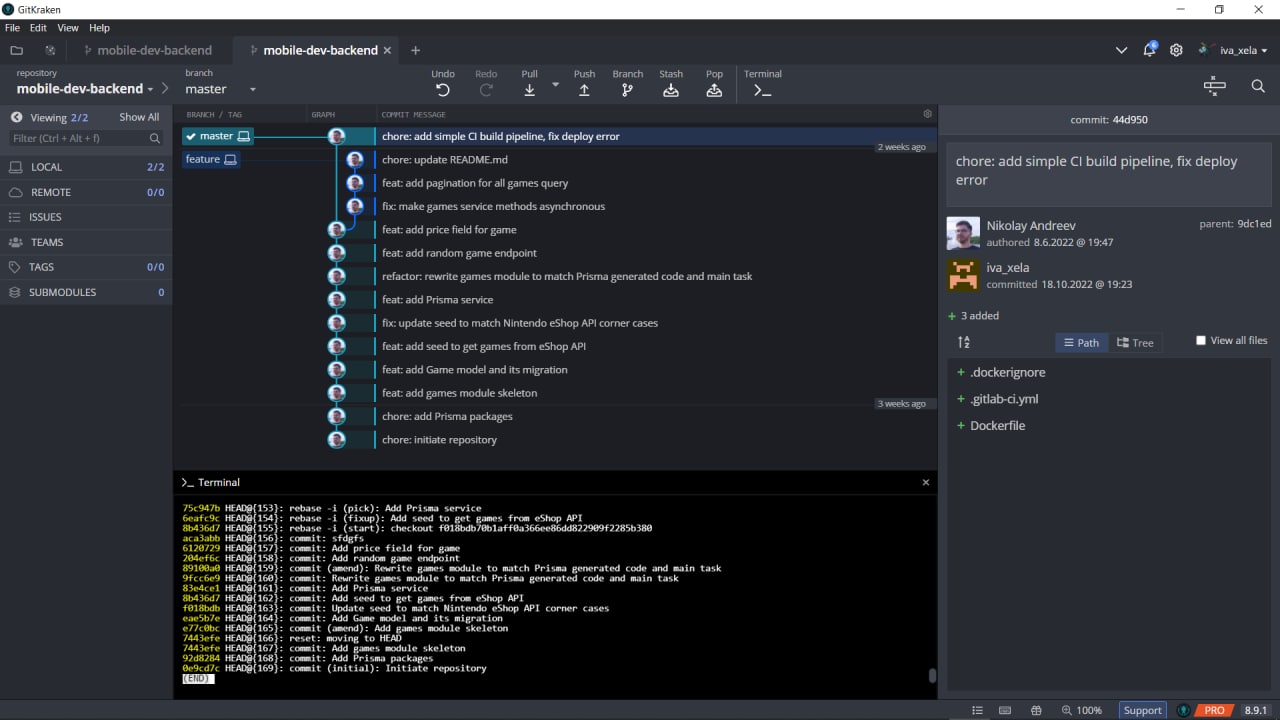 GitKraken
File Edit View Help
mobile-dev-backend
mobile-dev-backend
6
iva_xela
repository
mobile-dev-backend
branch
master
Undo
Redo
Pull
Push
Branch
Stash
Pop
Terminal
Viewing 2/2
Show All
Filter (Ctrl + Alt + f)
LOCAL 2/2
REMOTE 0/0
ISSUES
TEAMS
TAGS 0/0
SUBMODULES 0
BRANCH / TAG GRAPH COMMIT MESSAGE
master chore: add simple CI build pipeline, fix deploy error
2 weeks ago
feature chore: update README.md
feat: add pagination for all games query
fix: make games service methods asynchronous
feat: add price field for game
feat: add random game endpoint
refactor: rewrite games module to match Prisma generated code and main task
feat: add Prisma service
fix: update seed to match Nintendo eShop API corner cases
feat: add seed to get games from eShop API
feat: add Game model and its migration
feat: add games module skeleton
3 weeks ago
chore: add Prisma packages
chore: initiate repository
Terminal
75c947b HEAD@{153}: rebase -i (pick): Add Prisma service
6eafc9c HEAD@{154}: rebase -i (fixup): Add seed to get games from eShop API
8b436d7 HEAD@{155}: rebase -i (start): checkout f018bdb70b1aff0a366ee86dd822909f2285b380
aca3abb HEAD@{156}: commit: sfdgfs
6120729 HEAD@{157}: commit: Add price field for game
204ef6c HEAD@{158}: commit: Add random game endpoint
89100a0 HEAD@{159}: commit (amend): Rewrite games module to match Prisma generated code and main task
9fcc6e9 HEAD@{160}: commit: Rewrite games module to match Prisma generated code and main task
83e4ce1 HEAD@{161}: commit: Add Prisma service
8b436d7 HEAD@{162}: commit: Add seed to get games from eShop API
f018bdb HEAD@{163}: commit: Update seed to match Nintendo eShop API corner cases
eae5b7e HEAD@{164}: commit: Add Game model and its migration
e77c0bc HEAD@{165}: commit (amend): Add games module skeleton
7443efe HEAD@{166}: reset: moving to HEAD
7443efe HEAD@{167}: commit: Add games module skeleton
92d8284 HEAD@{168}: commit: Add Prisma packages
0e9cd7c HEAD@{169}: commit (initial): Initiate repository
(END)
commit: 44d950
chore: add simple CI build pipeline, fix deploy
error
Nikolay Andreev
authored 8.6.2022 @ 19:47
parent: 9dc1ed
iva_xela
committed 18.10.2022 @ 19:23
+ 3 added
Path
Tree
View all files
+ .dockerignore
+ .gitlab-ci.yml
+ Dockerfile
100%
Support
PRO
8.9.1